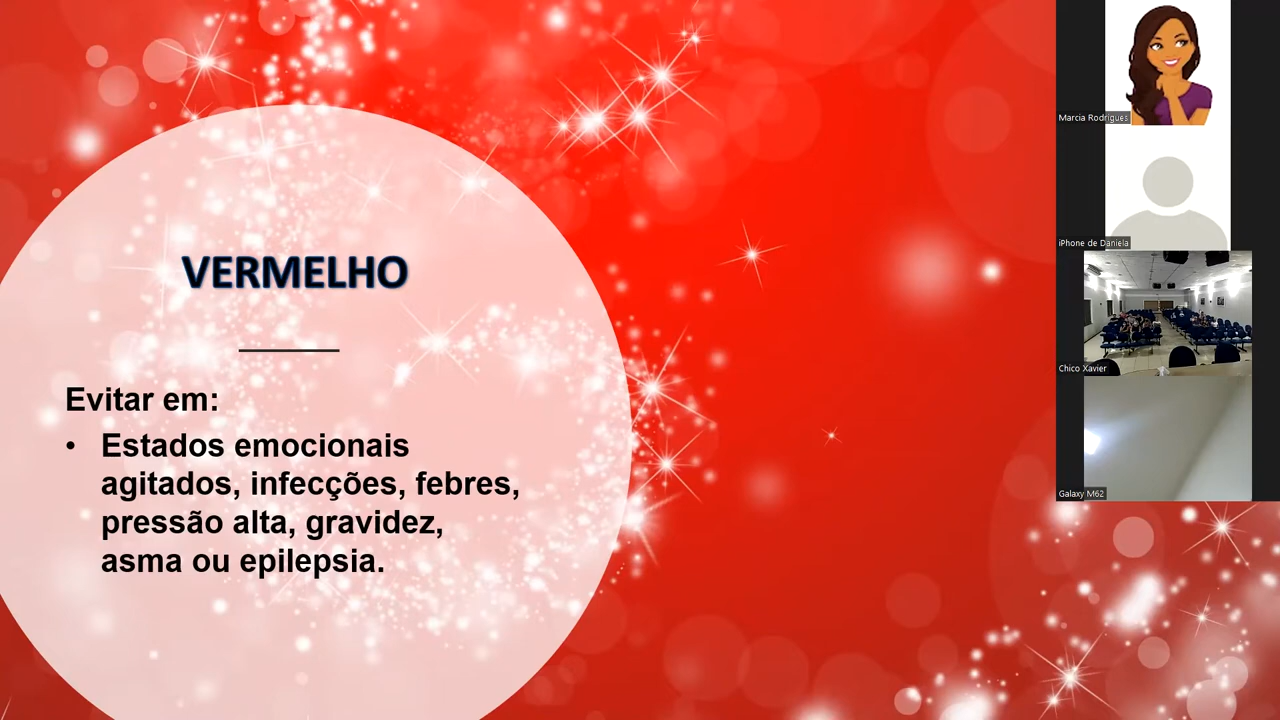 VERMELHO
Evitar em:
• Estados emocionais
agitados, infecções, febres,
pressão alta, gravidez,
asma ou epilepsia.
Marcia Rodrigues
iPhone de Daniela
Chico Xavier
Galaxy M62